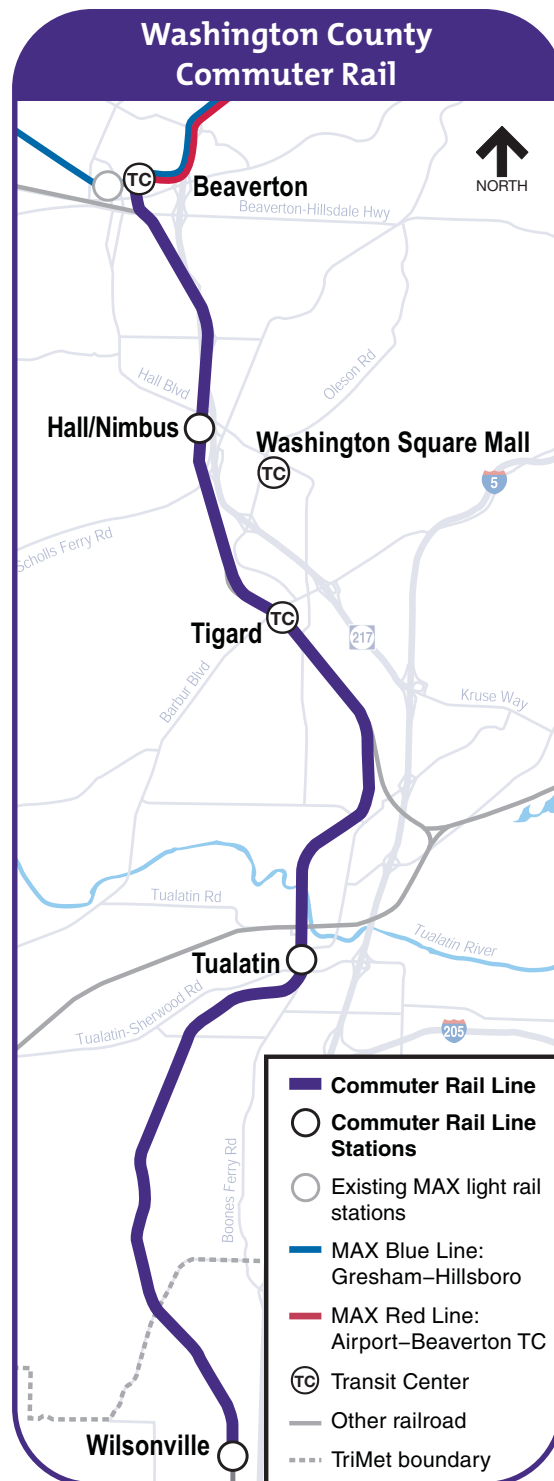 Washington County
Commuter Rail
NORTH
TC
Beaverton
Beaverton-Hillsdale Hwy
Oleson Rd
Hall Blvd
Hall/Nimbus
Washington Square Mall
TC
5
Scholls Ferry Rd
TC
Tigard
217
Barbur Blvd
Kruse Way
Tualatin Rd
Tualatin River
Tualatin
Tualatin-Sherwood Rd
205
Boones Ferry Rd
Commuter Rail Line
Commuter Rail Line
Stations
Existing MAX light rail
stations
MAX Blue Line:
Gresham–Hillsboro
MAX Red Line:
Airport–Beaverton TC
TC Transit Center
Other railroad
TriMet boundary
Wilsonville